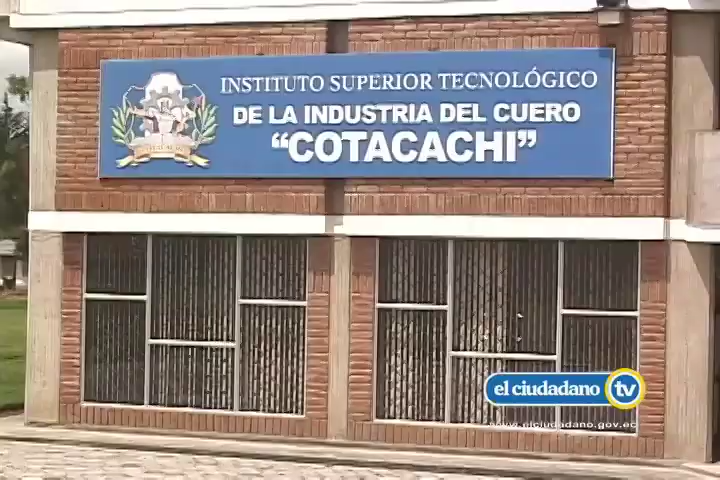 INSTITUTO SUPERIOR TECNOLÓGICO
DE LA INDUSTRIA DEL CUERO
“COTACACHI”
el ciudadano tv
www.elciudadano.gov.ec